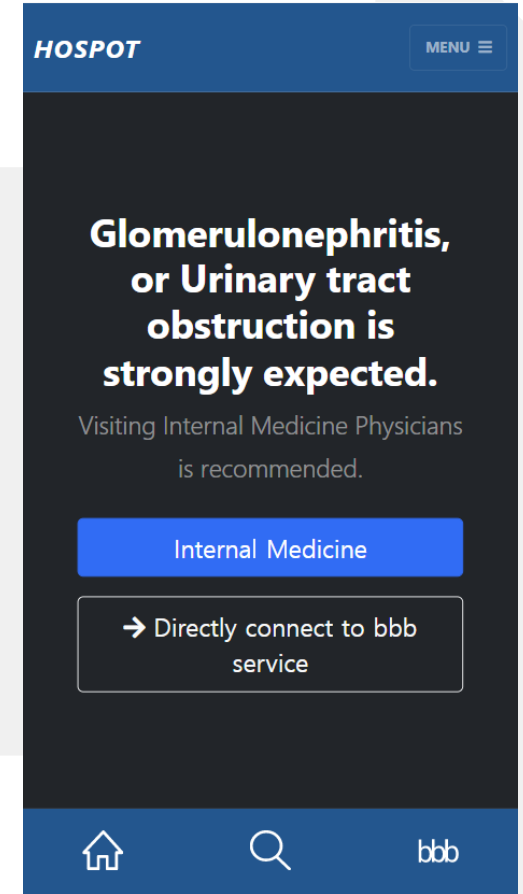 HOSPOT
MENU ☰
Glomerulonephritis,
or Urinary tract
obstruction is
strongly expected.
Visiting Internal Medicine Physicians
is recommended.
Internal Medicine
→ Directly connect to bbb
service
bbb